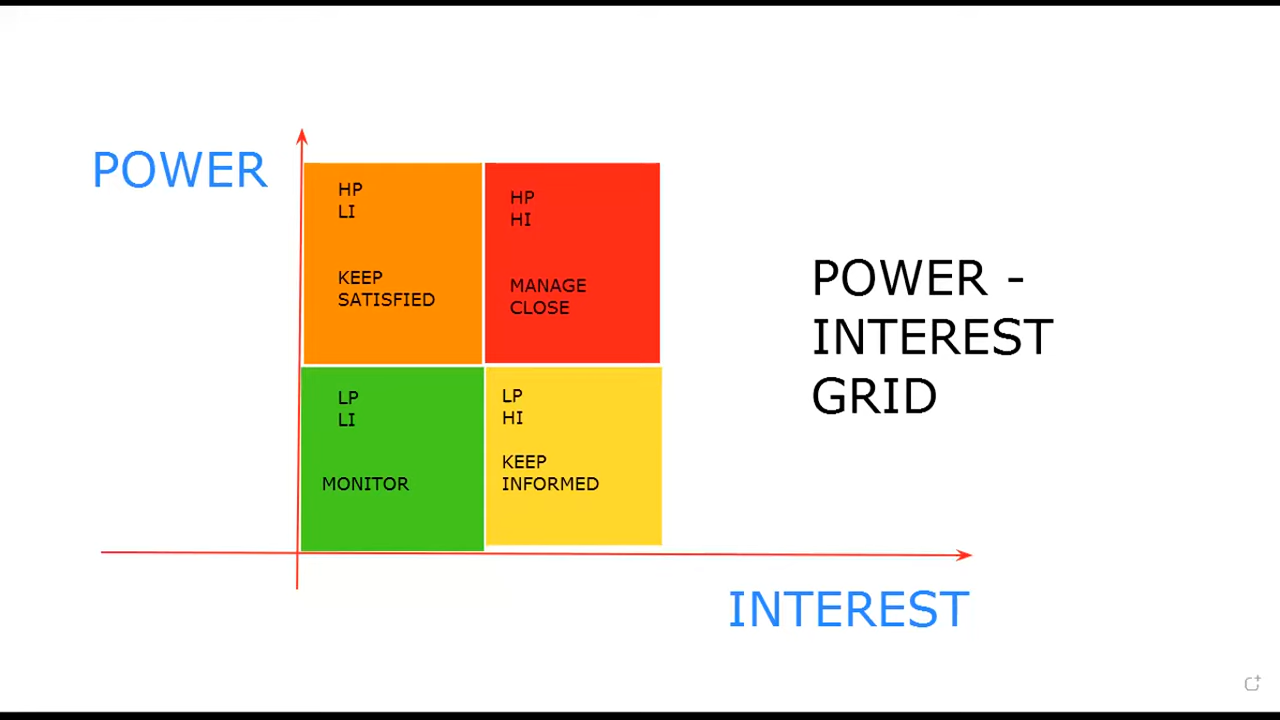 POWER
HP
LI
KEEP
SATISFIED
HP
HI
MANAGE
CLOSE
LP
LI
MONITOR
LP
HI
KEEP
INFORMED
POWER -
INTEREST
GRID
INTEREST